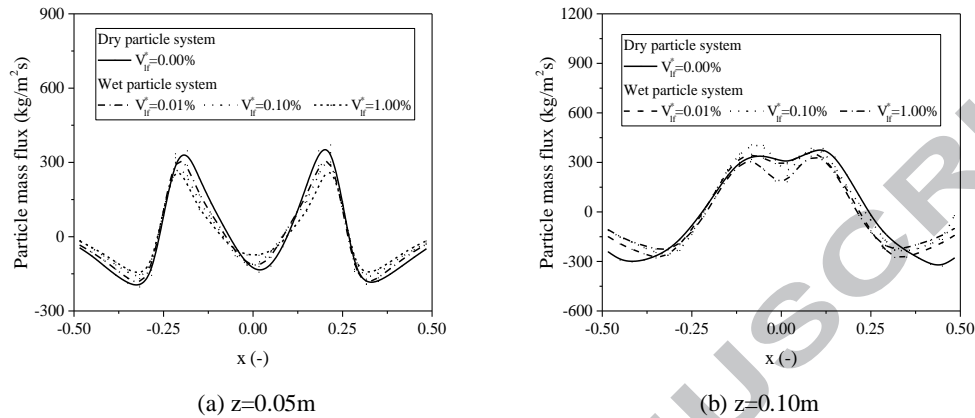 900
600
300
0
-300
Particle mass flux (kg/m²s)
Dry particle system
V*lf=0.00%
Wet particle system
V*lf=0.01% V*lf=0.10% V*lf=1.00%
-0.50 -0.25 0.00 0.25 0.50
x (-)
(a) z=0.05m
1200
900
600
300
0
-300
-600
Particle mass flux (kg/m²s)
Dry particle system
V*lf=0.00%
Wet particle system
V*lf=0.01% V*lf=0.10% V*lf=1.00%
-0.50 -0.25 0.00 0.25 0.50
x (-)
(b) z=0.10m
USCRI